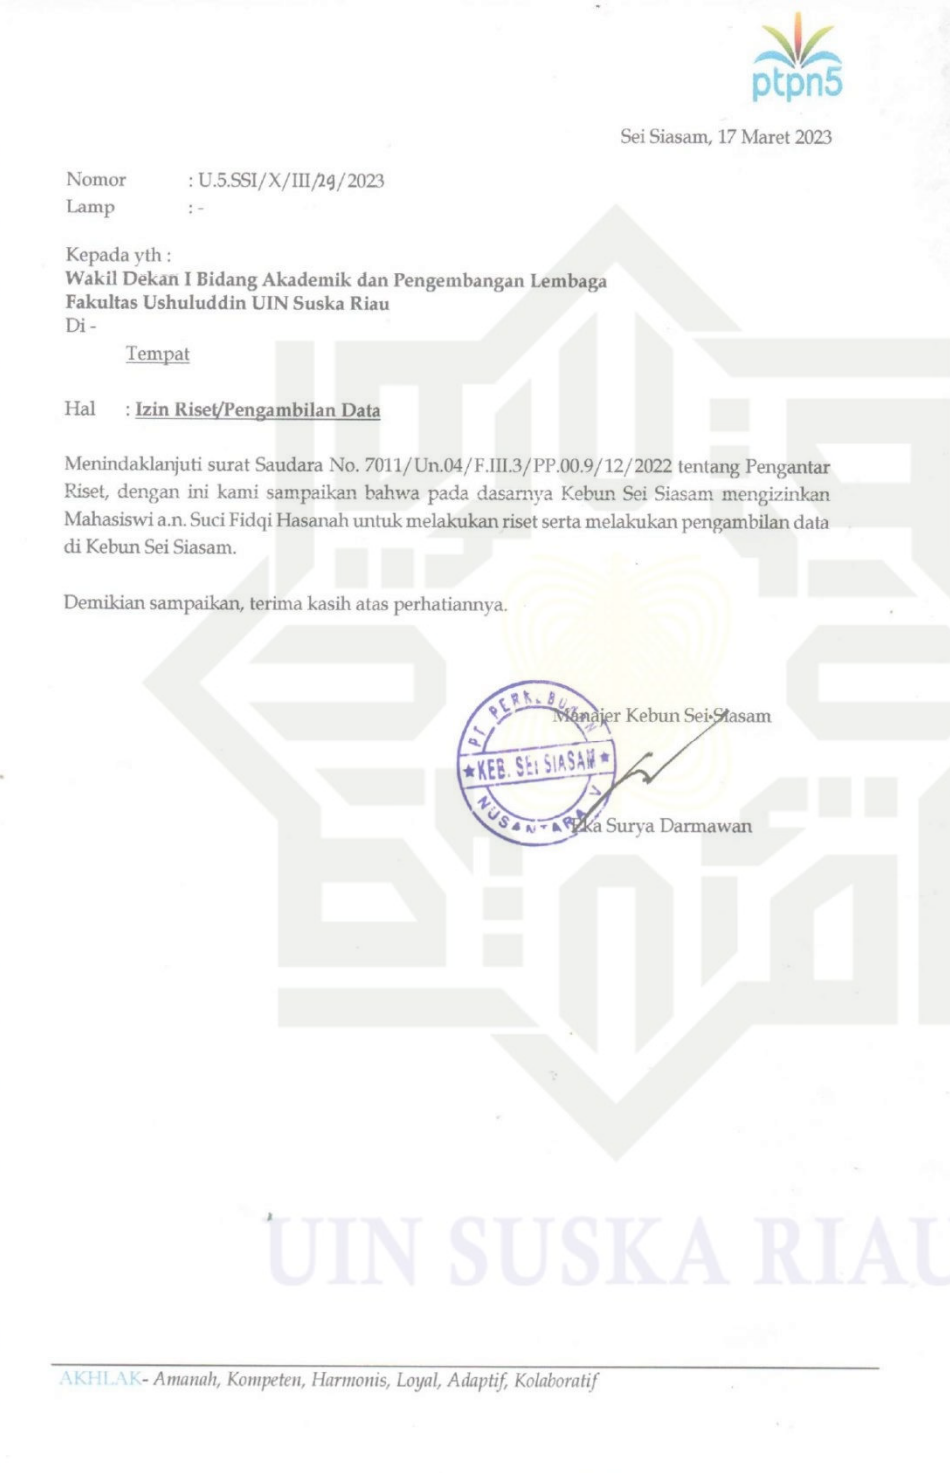 ptpn5
Sei Siasam, 17 Maret 2023
Nomor : U.5.SSI/X/III/29/2023
Lamp : -
Kepada yth :
Wakil Dekan I Bidang Akademik dan Pengembangan Lembaga
Fakultas Ushuluddin UIN Suska Riau
Di -
Tempat
Hal : Izin Riset/Pengambilan Data
Menindaklanjuti surat Saudara No. 7011/Un.04/F.III.3/PP.00.9/12/2022 tentang Pengantar
Riset, dengan ini kami sampaikan bahwa pada dasarnya Kebun Sei Siasam mengizinkan
Mahasiswi a.n. Suci Fidqi Hasanah untuk melakukan riset serta melakukan pengambilan data
di Kebun Sei Siasam.
Demikian sampaikan, terima kasih atas perhatiannya.
Manajer Kebun Sei Siasam
PT. PERK. BUNAN
★ KEB. SEI SIASAM ★
NUSANTARA V
Eka Surya Darmawan
UIN SUSKA RIAU
AKHLAK- Amanah, Kompeten, Harmonis, Loyal, Adaptif, Kolaboratif